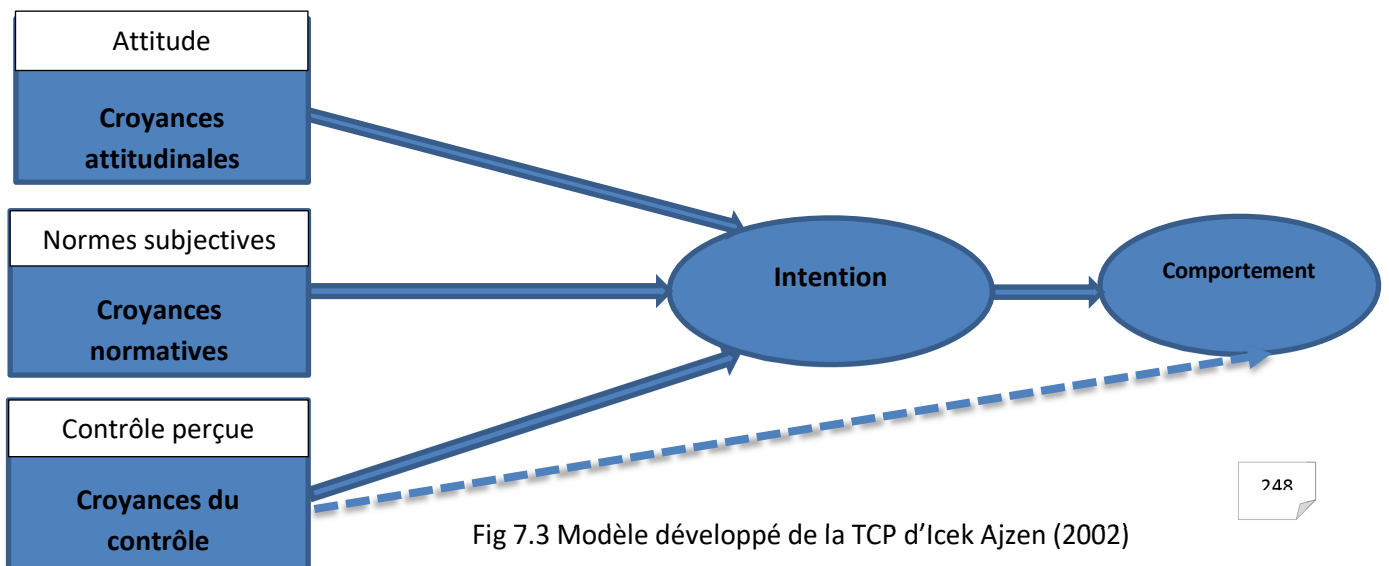 Attitude
Croyances
attitudinales
Normes subjectives
Croyances
normatives
Contrôle perçue
Croyances du
contrôle
Intention
Comportement
248
Fig 7.3 Modèle développé de la TCP d’Icek Ajzen (2002)